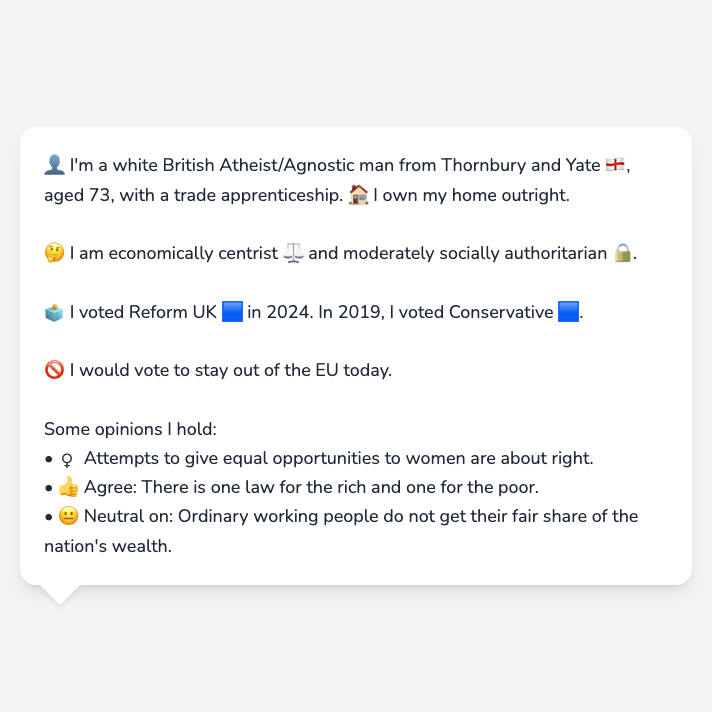 👤 I'm a white British Atheist/Agnostic man from Thornbury and Yate 🏴󠁧󠁢󠁥󠁮󠁧󠁿,
aged 73, with a trade apprenticeship. 🏠 I own my home outright.
🤔 I am economically centrist ⚖️ and moderately socially authoritarian 🔒.
🗳️ I voted Reform UK 🟦 in 2024. In 2019, I voted Conservative 🟦.
🚫 I would vote to stay out of the EU today.
Some opinions I hold:
• ♀️ Attempts to give equal opportunities to women are about right.
• 👍 Agree: There is one law for the rich and one for the poor.
• 😐 Neutral on: Ordinary working people do not get their fair share of the
nation's wealth.